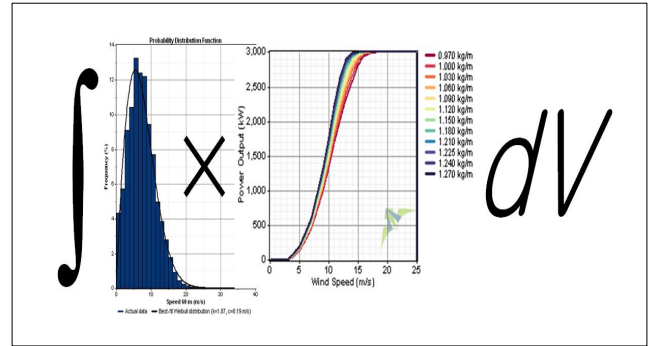 ∫
Probability Distribution Function
Frequency (%)
14
12
10
8
6
4
2
0
0 10 20 30 40
Speed 60 m (m/s)
Actual data Best-fit Weibull distribution (k=1.87, c=8.19 m/s)
X
Power Output (kW)
3,000
2,500
2,000
1,500
1,000
500
0
0 5 10 15 20 25
Wind Speed (m/s)
0.970 kg/m
1.000 kg/m
1.030 kg/m
1.060 kg/m
1.090 kg/m
1.120 kg/m
1.150 kg/m
1.180 kg/m
1.210 kg/m
1.225 kg/m
1.240 kg/m
1.270 kg/m
dV